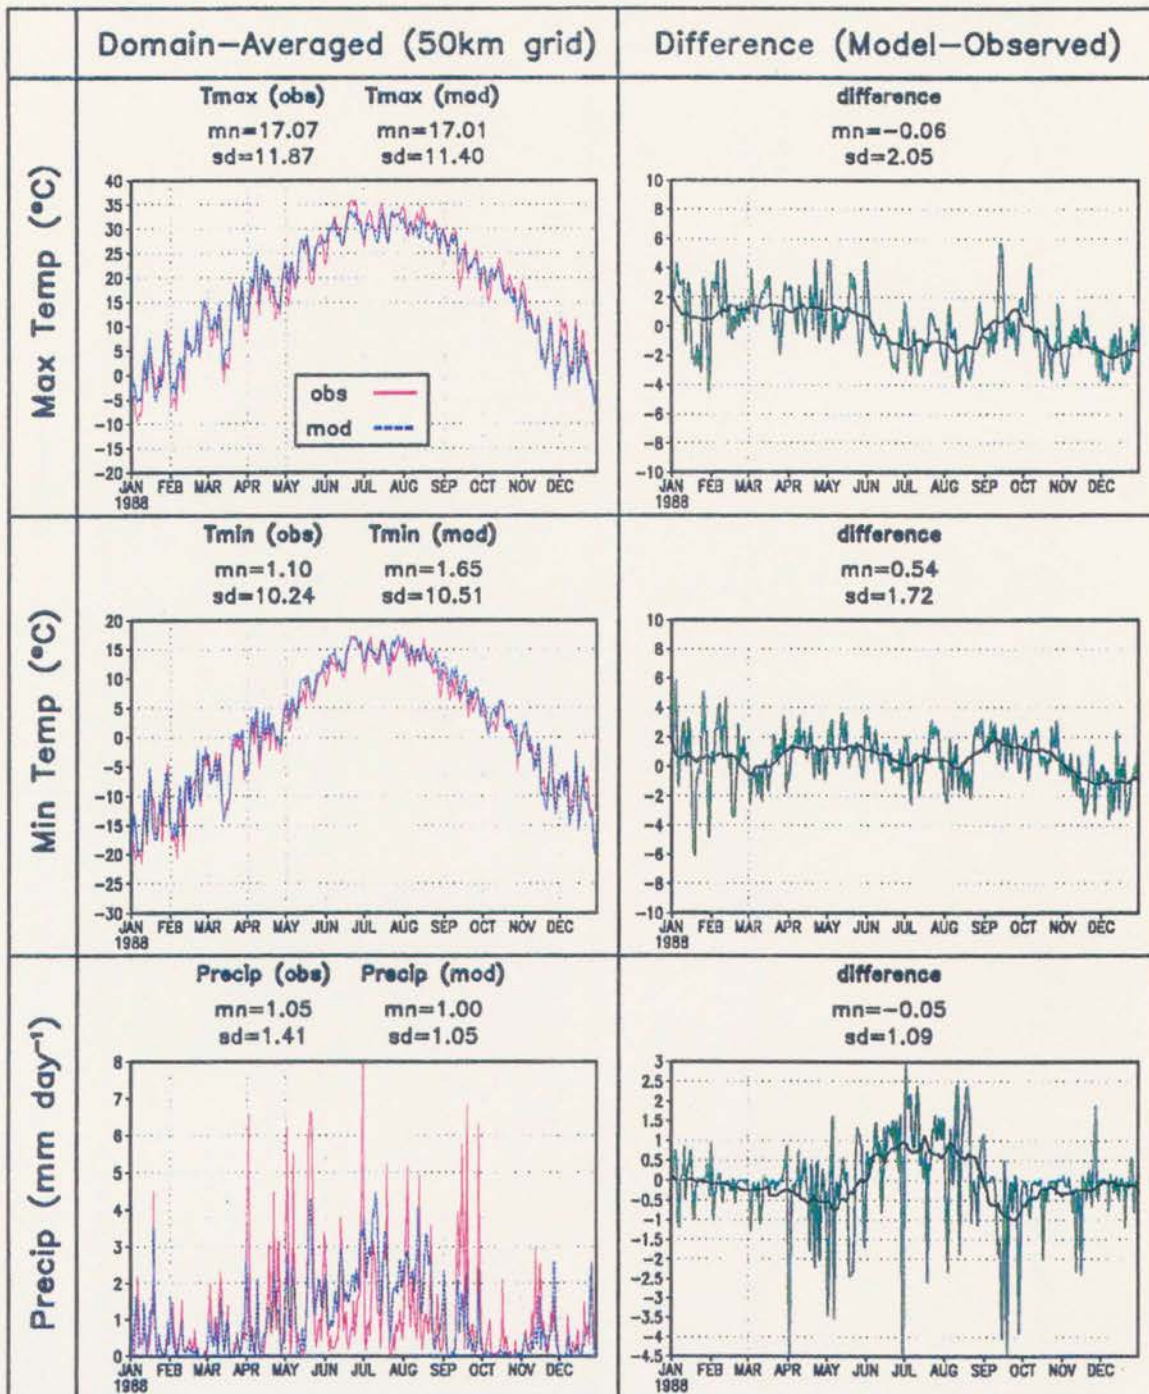 Domain-Averaged (50km grid)
Difference (Model-Observed)
Max Temp (°C)
Tmax (obs) Tmax (mod)
mn=17.07 mn=17.01
sd=11.87 sd=11.40
40
35
30
25
20
15
10
5
0
-5
-10
-15
-20
obs
mod
JAN FEB MAR APR MAY JUN JUL AUG SEP OCT NOV DEC
1988
difference
mn=-0.06
sd=2.05
10
8
6
4
2
0
-2
-4
-6
-8
-10
JAN FEB MAR APR MAY JUN JUL AUG SEP OCT NOV DEC
1988
Min Temp (°C)
Tmin (obs) Tmin (mod)
mn=1.10 mn=1.65
sd=10.24 sd=10.51
20
15
10
5
0
-5
-10
-15
-20
-25
-30
JAN FEB MAR APR MAY JUN JUL AUG SEP OCT NOV DEC
1988
difference
mn=0.54
sd=1.72
10
8
6
4
2
0
-2
-4
-6
-8
-10
JAN FEB MAR APR MAY JUN JUL AUG SEP OCT NOV DEC
1988
Precip (mm day⁻¹)
Precip (obs) Precip (mod)
mn=1.05 mn=1.00
sd=1.41 sd=1.05
8
7
6
5
4
3
2
1
0
JAN FEB MAR APR MAY JUN JUL AUG SEP OCT NOV DEC
1988
difference
mn=-0.05
sd=1.09
3
2.5
2
1.5
1
0.5
0
-0.5
-1
-1.5
-2
-2.5
-3
-3.5
-4
-4.5
JAN FEB MAR APR MAY JUN JUL AUG SEP OCT NOV DEC
1988